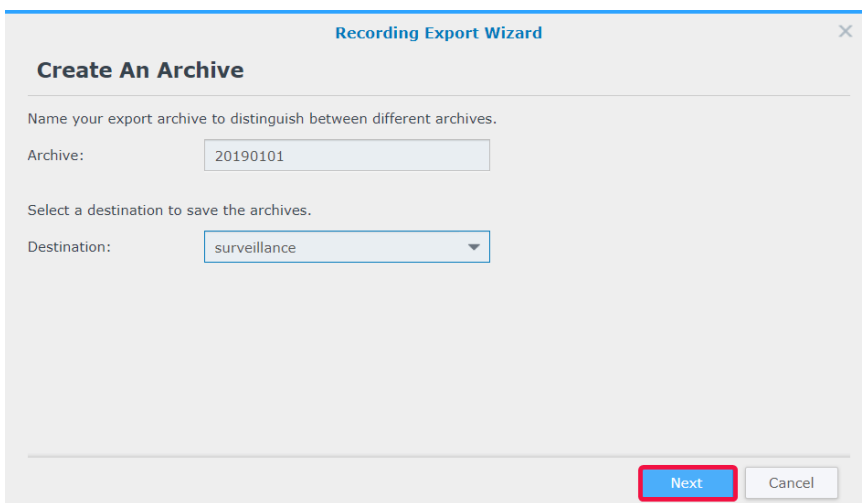 Recording Export Wizard
Create An Archive
Name your export archive to distinguish between different archives.
Archive: 20190101
Select a destination to save the archives.
Destination: surveillance
Next Cancel